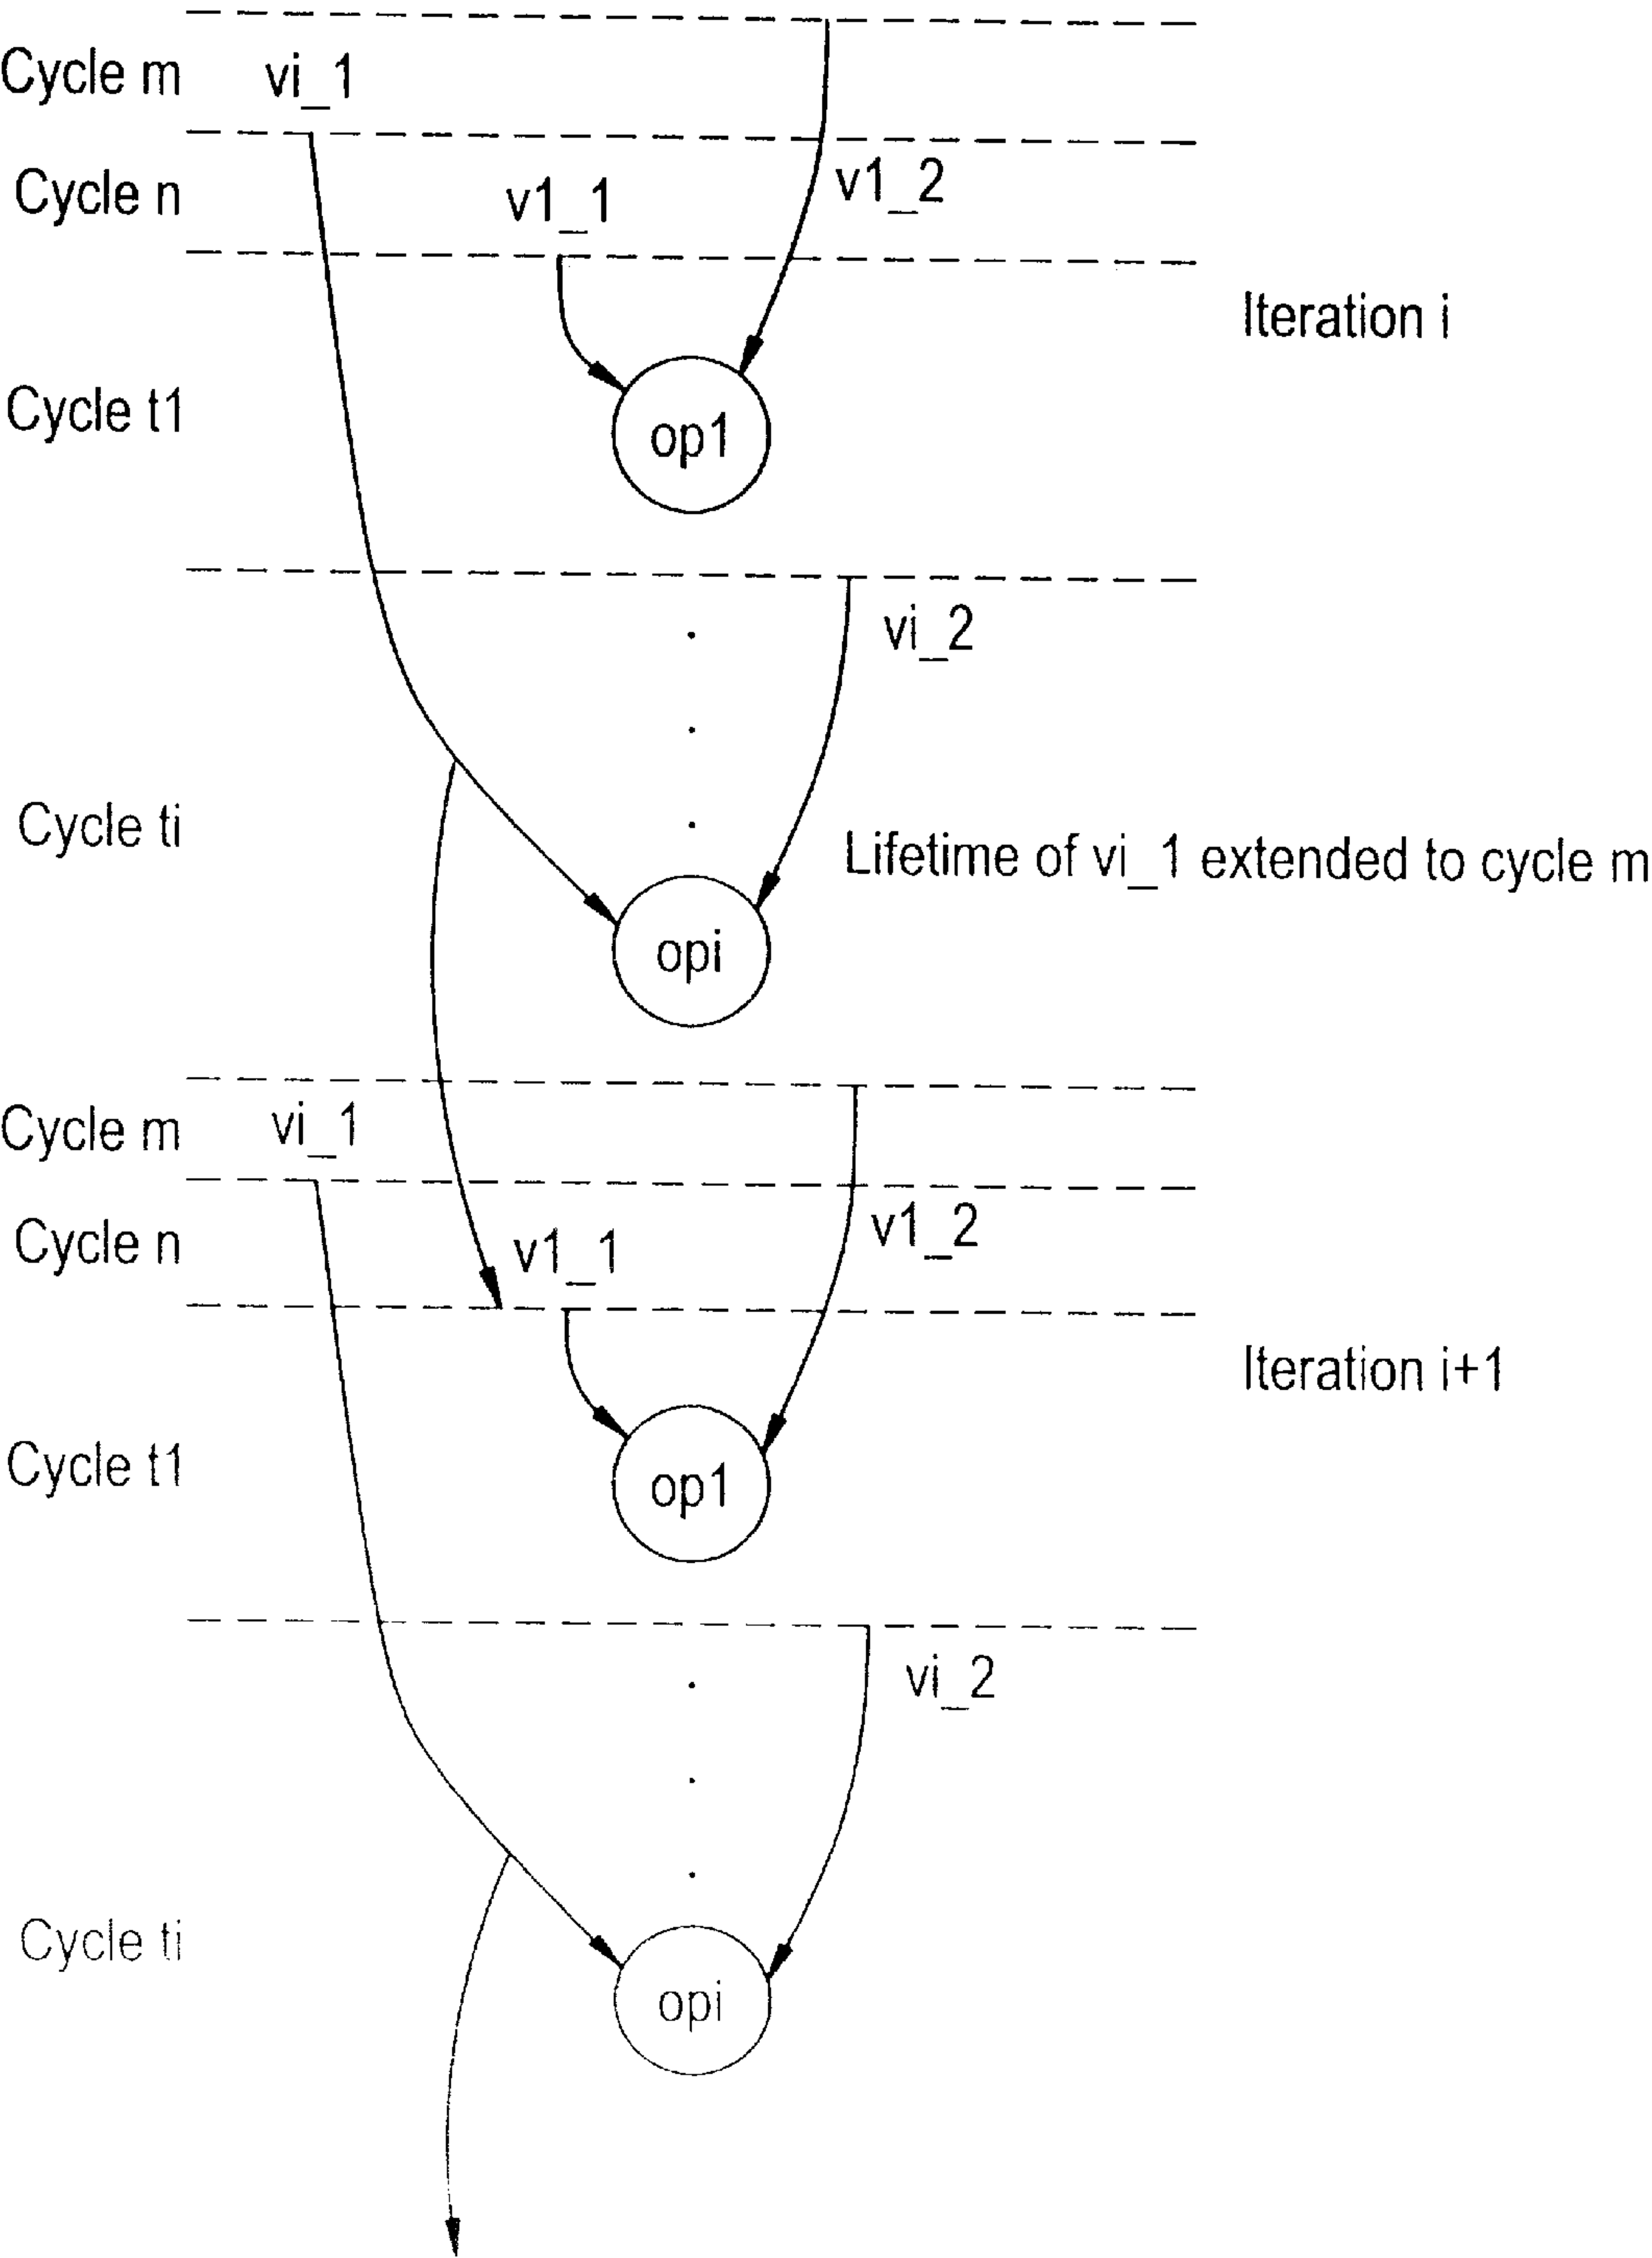 Cycle m vi_1
Cycle n v1_1 v1_2
Iteration i
Cycle t1 op1
vi_2
Cycle ti
Lifetime of vi_1 extended to cycle m
opi
Cycle m vi_1
Cycle n v1_1 v1_2
Iteration i+1
Cycle t1 op1
vi_2
Cycle ti
opi